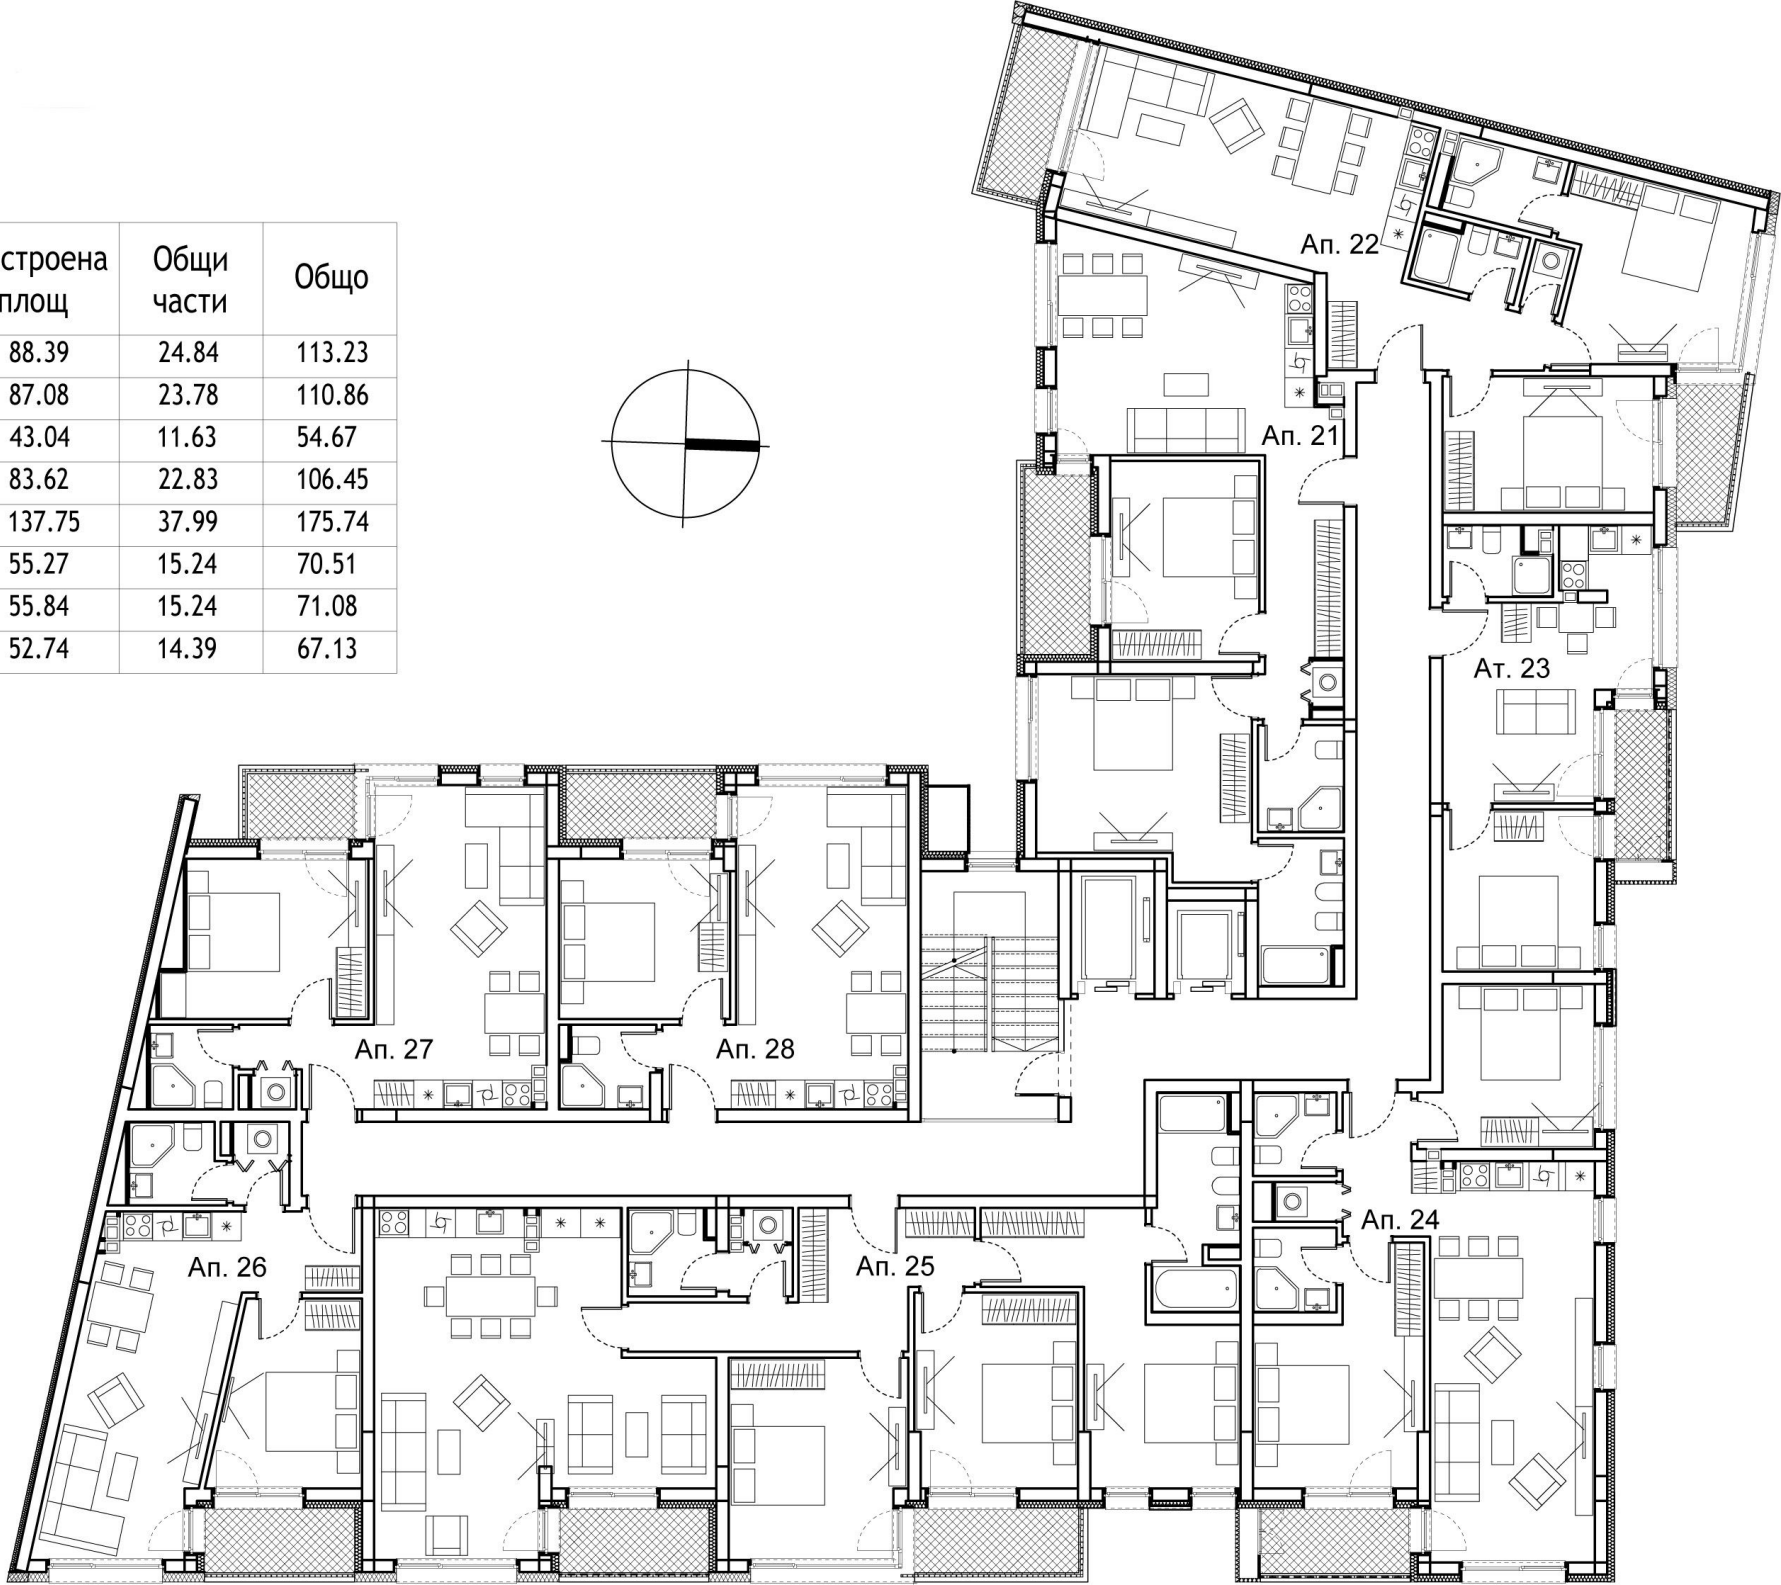 строена площ Общи части Общо
88.39 24.84 113.23
87.08 23.78 110.86
43.04 11.63 54.67
83.62 22.83 106.45
137.75 37.99 175.74
55.27 15.24 70.51
55.84 15.24 71.08
52.74 14.39 67.13
Ап. 22
Ап. 21
Ат. 23
Ап. 27
Ап. 28
Ап. 24
Ап. 26
Ап. 25